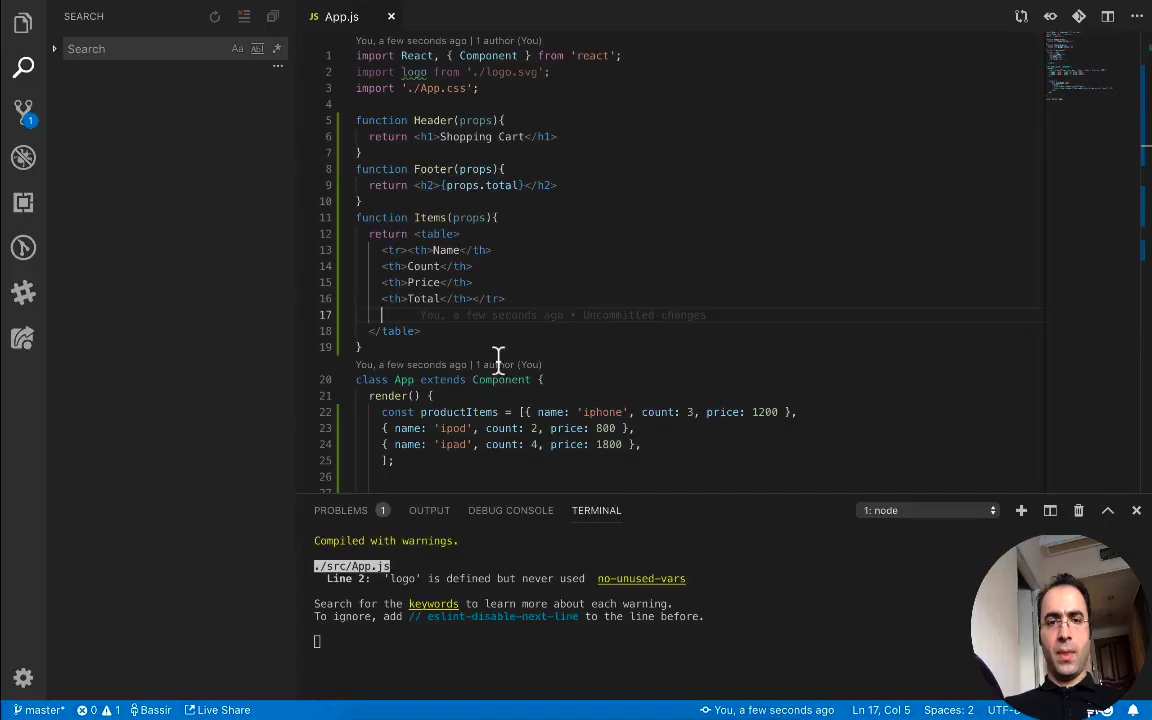 SEARCH
JS App.js
Search
Aa
Abl
.*
You, a few seconds ago | 1 author (You)
1 import React, { Component } from 'react';
2 import logo from './logo.svg';
3 import './App.css';
4
5 function Header(props){
6 return <h1>Shopping Cart</h1>
7 }
8 function Footer(props){
9 return <h2>{props.total}</h2>
10 }
11 function Items(props){
12 return <table>
13 <tr><th>Name</th>
14 <th>Count</th>
15 <th>Price</th>
16 <th>Total</th></tr>
17 You, a few seconds ago • Uncommitted changes
18 </table>
19 }
You, a few seconds ago | 1 author (You)
20 class App extends Component {
21 render() {
22 const productItems = [{ name: 'iphone', count: 3, price: 1200 },
23 { name: 'ipod', count: 2, price: 800 },
24 { name: 'ipad', count: 4, price: 1800 },
25 ];
26
27
1
PROBLEMS 1 OUTPUT DEBUG CONSOLE TERMINAL 1: node
Compiled with warnings.
./src/App.js
Line 2: 'logo' is defined but never used no-unused-vars
Search for the keywords to learn more about each warning.
To ignore, add // eslint-disable-next-line to the line before.
master* 0 1 Bassir Live Share You, a few seconds ago Ln 17, Col 5 Spaces: 2